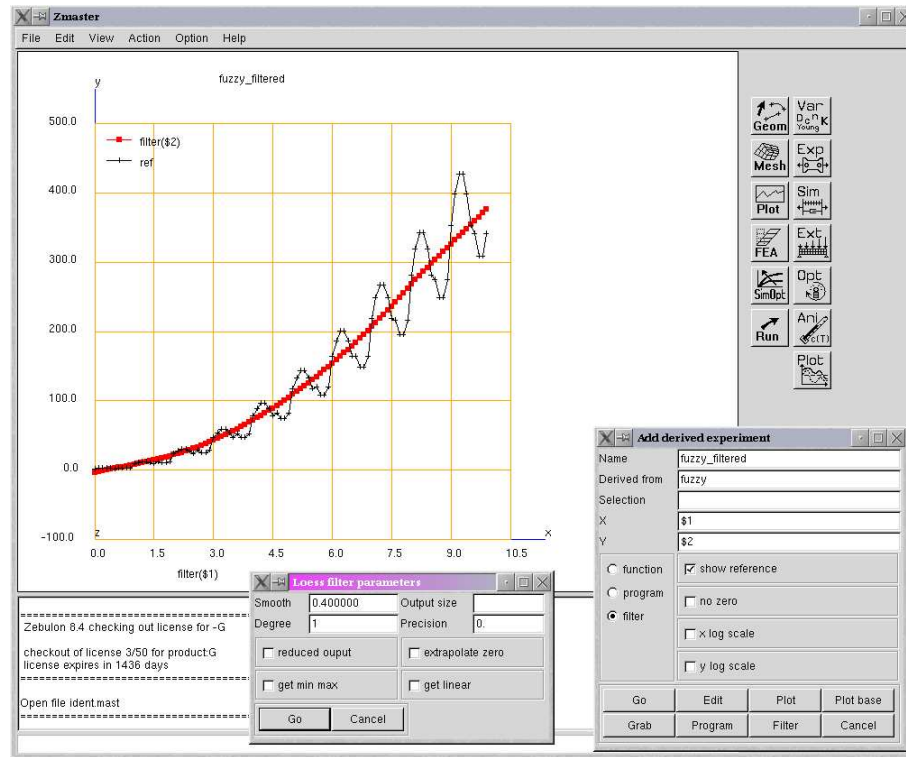 Zmaster
File Edit View Action Option Help
y
fuzzy_filtered
500.0
filter($2)
ref
400.0
300.0
200.0
100.0
0.0
-100.0
z
x
0.0 1.5 3.0 4.5 6.0 7.5 9.0 10.5
filter($1)
Geom
Var
D c n K
Young
Mesh
Exp
Plot
Sim
FEA
Ext
SimOpt
Opt
Run
Ani
c(T)
Plot
==============================
Zebulon 8.4 checking out license for -G
checkout of license 3/50 for product:G
license expires in 1436 days
==============================
Open file ident.mast
==============================
Loess filter parameters
Smooth 0.400000 Output size
Degree 1 Precision 0.
reduced ouput extrapolate zero
get min max get linear
Go Cancel
Add derived experiment
Name fuzzy_filtered
Derived from fuzzy
Selection
X $1
Y $2
function show reference
program no zero
filter x log scale
y log scale
Go Edit Plot Plot base
Grab Program Filter Cancel